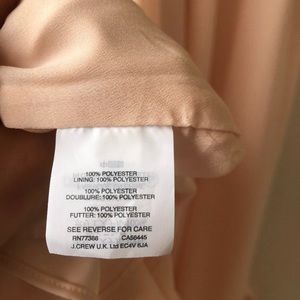 100% POLYESTER
LINING: 100% POLYESTER
100% POLYESTER
DOUBLURE: 100% POLYESTER
100% POLYESTER
FUTTER: 100% POLYESTER
SEE REVERSE FOR CARE
RN77388 CA56445
J.CREW U.K. Ltd EC4V 6JA